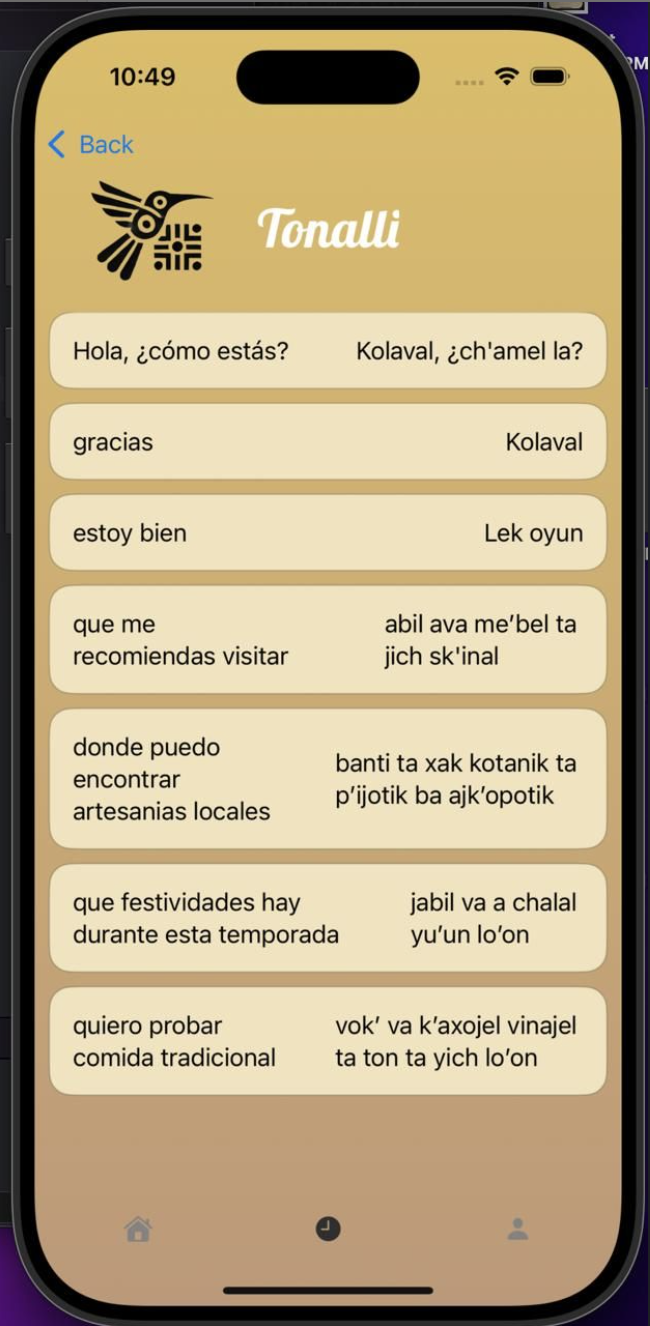 PM
10:49
Back
Tonalli
Hola, ¿cómo estás?
Kolaval, ¿ch'amel la?
gracias
Kolaval
estoy bien
Lek oyun
que me
recomiendas visitar
abil ava me’bel ta
jich sk'inal
donde puedo
encontrar
artesanias locales
banti ta xak kotanik ta
p’ijotik ba ajk’opotik
que festividades hay
durante esta temporada
jabil va a chalal
yu’un lo’on
quiero probar
comida tradicional
vok’ va k’axojel vinajel
ta ton ta yich lo’on